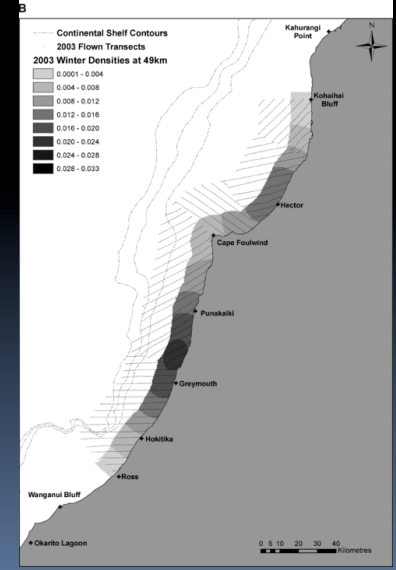 B
Continental Shelf Contours
2003 Flown Transects
2003 Winter Densities at 49km
0.0001 - 0.004
0.004 - 0.008
0.008 - 0.012
0.012 - 0.016
0.016 - 0.020
0.020 - 0.024
0.024 - 0.028
0.028 - 0.033
Kahurangi
Point
N
Kohaihai
Bluff
Hector
Cape Foulwind
Punakaiki
Greymouth
Hokitika
Ross
Wanganui Bluff
Okarito Lagoon
0 5 10 20 30 40
Kilometres